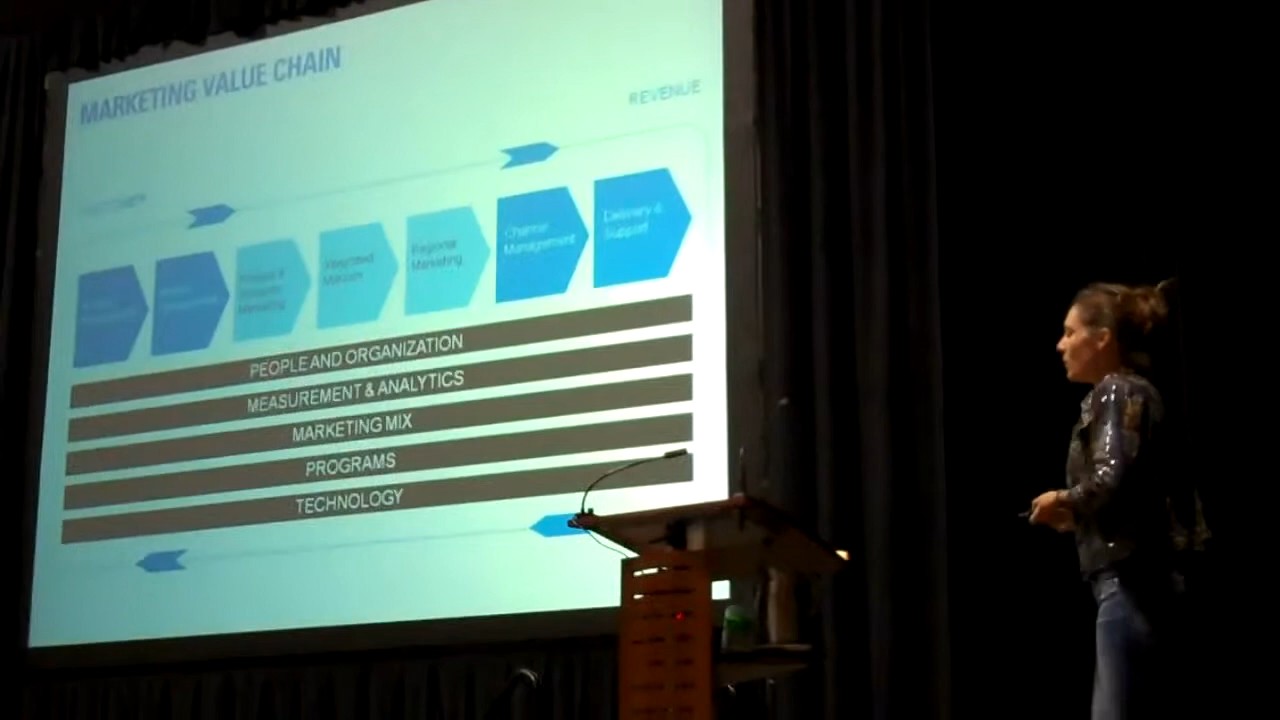 MARKETING VALUE CHAIN
REVENUE
Integrated
Regional
Marketing
Channel
Management
Delivery &
Support
Marketing
PEOPLE AND ORGANIZATION
MEASUREMENT & ANALYTICS
MARKETING MIX
PROGRAMS
TECHNOLOGY